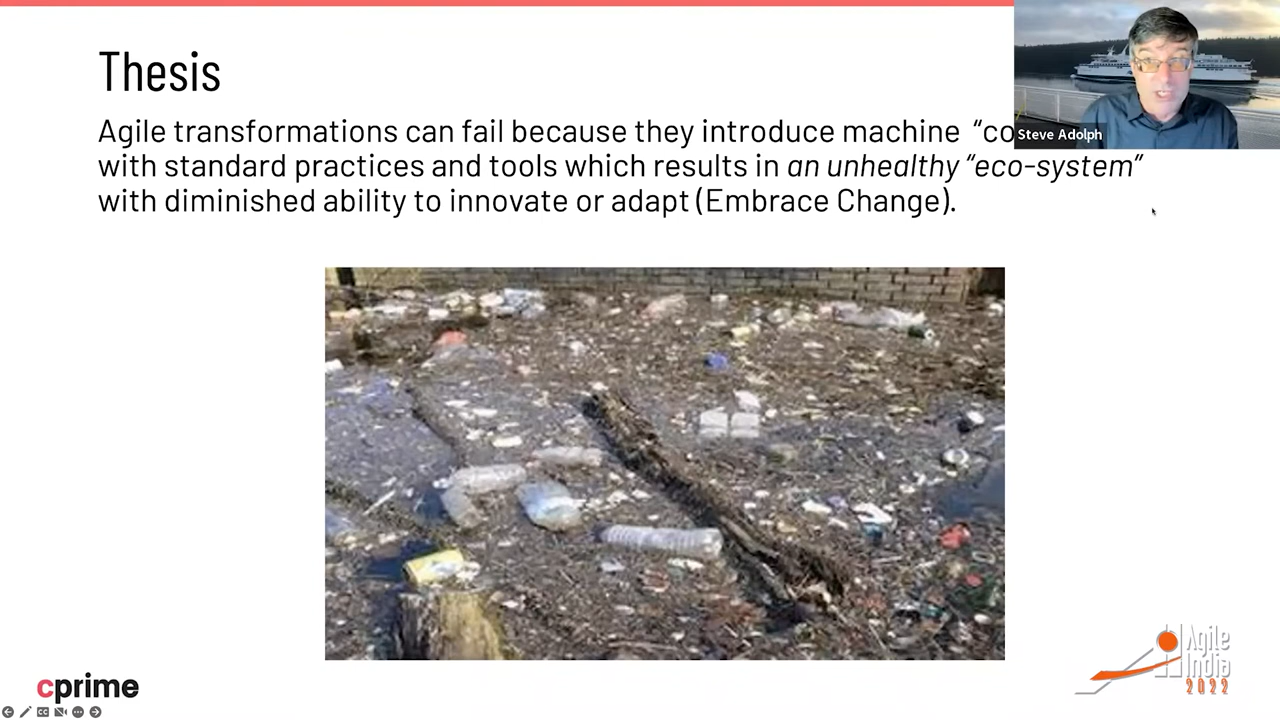 Thesis
Agile transformations can fail because they introduce machine “co
Steve Adolph
with standard practices and tools which results in an unhealthy “eco-system”
with diminished ability to innovate or adapt (Embrace Change).
cprime
Agile
India
2022